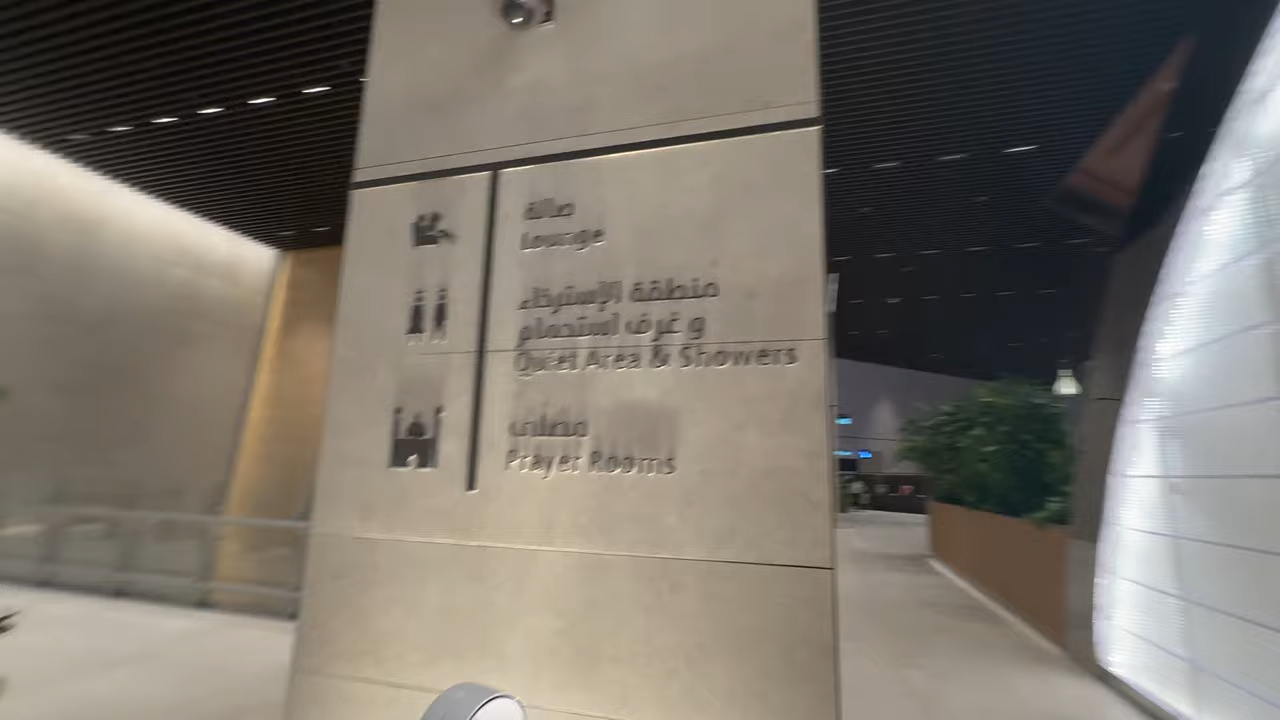 صالة
Lounge
منطقة الإسترخاء
و غرف استحمام
Quiet Area & Showers
مصلى
Prayer Rooms